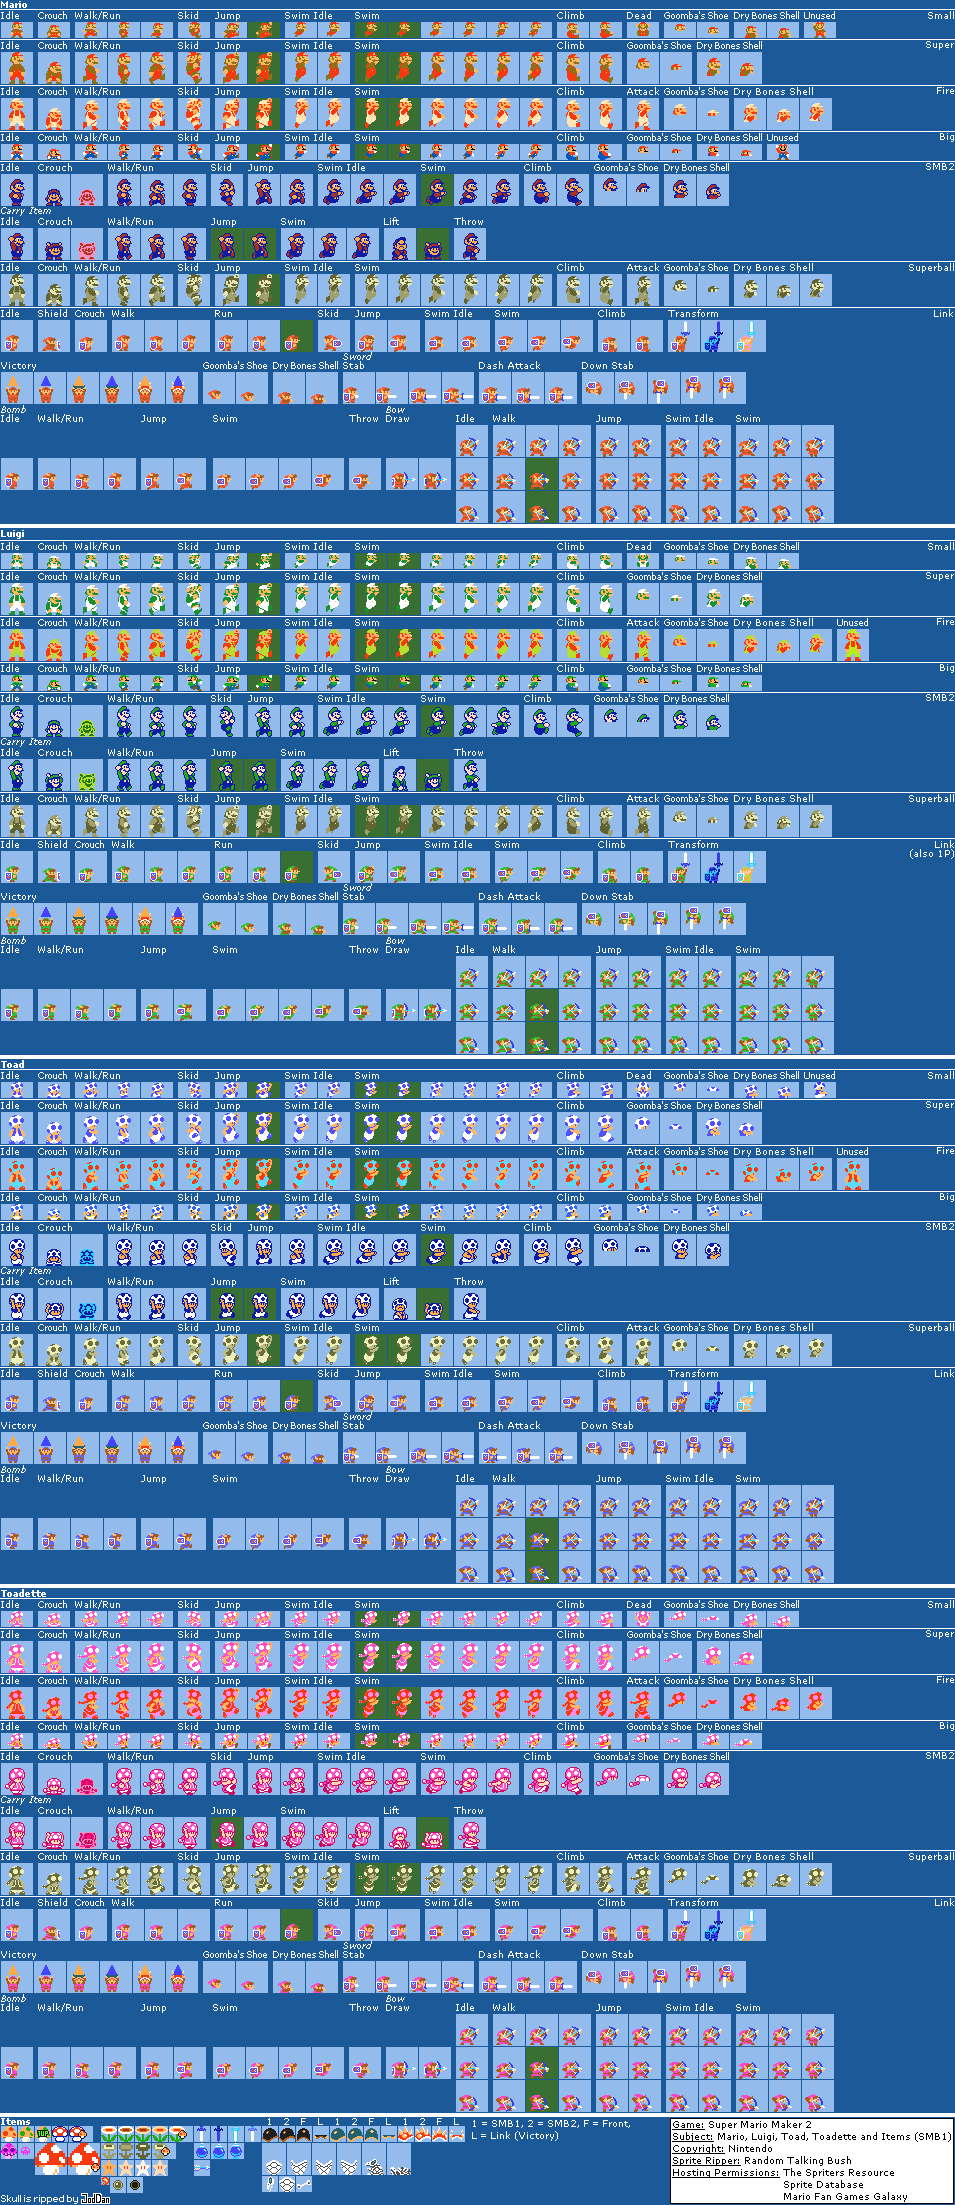 Mario
Idle Crouch Walk/Run Skid Jump Swim Idle Swim Climb Dead Goomba's Shoe Dry Bones Shell Unused Small
Idle Crouch Walk/Run Skid Jump Swim Idle Swim Climb Goomba's Shoe Dry Bones Shell Super
Idle Crouch Walk/Run Skid Jump Swim Idle Swim Climb Attack Goomba's Shoe Dry Bones Shell Fire
Idle Crouch Walk/Run Skid Jump Swim Idle Swim Climb Goomba's Shoe Dry Bones Shell Unused Big
Idle Crouch Walk/Run Skid Jump Swim Idle Swim Climb Goomba's Shoe Dry Bones Shell SMB2
Carry Item
Idle Crouch Walk/Run Jump Swim Lift Throw
Idle Crouch Walk/Run Skid Jump Swim Idle Swim Climb Attack Goomba's Shoe Dry Bones Shell Superball
Idle Shield Crouch Walk Run Skid Jump Swim Idle Swim Climb Transform Link
Sword
Victory Goomba's Shoe Dry Bones Shell Stab Dash Attack Down Stab
Bomb Bow
Idle Walk/Run Jump Swim Throw Draw Idle Walk Jump Swim Idle Swim
Luigi
Idle Crouch Walk/Run Skid Jump Swim Idle Swim Climb Dead Goomba's Shoe Dry Bones Shell Small
Idle Crouch Walk/Run Skid Jump Swim Idle Swim Climb Goomba's Shoe Dry Bones Shell Super
Idle Crouch Walk/Run Skid Jump Swim Idle Swim Climb Attack Goomba's Shoe Dry Bones Shell Unused Fire
Idle Crouch Walk/Run Skid Jump Swim Idle Swim Climb Goomba's Shoe Dry Bones Shell Big
Idle Crouch Walk/Run Skid Jump Swim Idle Swim Climb Goomba's Shoe Dry Bones Shell SMB2
Carry Item
Idle Crouch Walk/Run Jump Swim Lift Throw
Idle Crouch Walk/Run Skid Jump Swim Idle Swim Climb Attack Goomba's Shoe Dry Bones Shell Superball
Idle Shield Crouch Walk Run Skid Jump Swim Idle Swim Climb Transform Link
(also 1P)
Sword
Victory Goomba's Shoe Dry Bones Shell Stab Dash Attack Down Stab
Bomb Bow
Idle Walk/Run Jump Swim Throw Draw Idle Walk Jump Swim Idle Swim
Toad
Idle Crouch Walk/Run Skid Jump Swim Idle Swim Climb Dead Goomba's Shoe Dry Bones Shell Unused Small
Idle Crouch Walk/Run Skid Jump Swim Idle Swim Climb Goomba's Shoe Dry Bones Shell Super
Idle Crouch Walk/Run Skid Jump Swim Idle Swim Climb Attack Goomba's Shoe Dry Bones Shell Unused Fire
Idle Crouch Walk/Run Skid Jump Swim Idle Swim Climb Goomba's Shoe Dry Bones Shell Big
Idle Crouch Walk/Run Skid Jump Swim Idle Swim Climb Goomba's Shoe Dry Bones Shell SMB2
Carry Item
Idle Crouch Walk/Run Jump Swim Lift Throw
Idle Crouch Walk/Run Skid Jump Swim Idle Swim Climb Attack Goomba's Shoe Dry Bones Shell Superball
Idle Shield Crouch Walk Run Skid Jump Swim Idle Swim Climb Transform Link
Sword
Victory Goomba's Shoe Dry Bones Shell Stab Dash Attack Down Stab
Bomb Bow
Idle Walk/Run Jump Swim Throw Draw Idle Walk Jump Swim Idle Swim
Toadette
Idle Crouch Walk/Run Skid Jump Swim Idle Swim Climb Dead Goomba's Shoe Dry Bones Shell Small
Idle Crouch Walk/Run Skid Jump Swim Idle Swim Climb Goomba's Shoe Dry Bones Shell Super
Idle Crouch Walk/Run Skid Jump Swim Idle Swim Climb Attack Goomba's Shoe Dry Bones Shell Fire
Idle Crouch Walk/Run Skid Jump Swim Idle Swim Climb Goomba's Shoe Dry Bones Shell Big
Idle Crouch Walk/Run Skid Jump Swim Idle Swim Climb Goomba's Shoe Dry Bones Shell SMB2
Carry Item
Idle Crouch Walk/Run Jump Swim Lift Throw
Idle Crouch Walk/Run Skid Jump Swim Idle Swim Climb Attack Goomba's Shoe Dry Bones Shell Superball
Idle Shield Crouch Walk Run Skid Jump Swim Idle Swim Climb Transform Link
Sword
Victory Goomba's Shoe Dry Bones Shell Stab Dash Attack Down Stab
Bomb Bow
Idle Walk/Run Jump Swim Throw Draw Idle Walk Jump Swim Idle Swim
Items
1 2 F L 1 2 F L 1 2 F L
1 = SMB1, 2 = SMB2, F = Front,
L = Link (Victory)
Game: Super Mario Maker 2
Subject: Mario, Luigi, Toad, Toadette and Items (SMB1)
Copyright: Nintendo
Sprite Ripper: Random Talking Bush
Hosting Permissions: The Spriters Resource
Sprite Database
Mario Fan Games Galaxy
Skull is ripped by JodDan